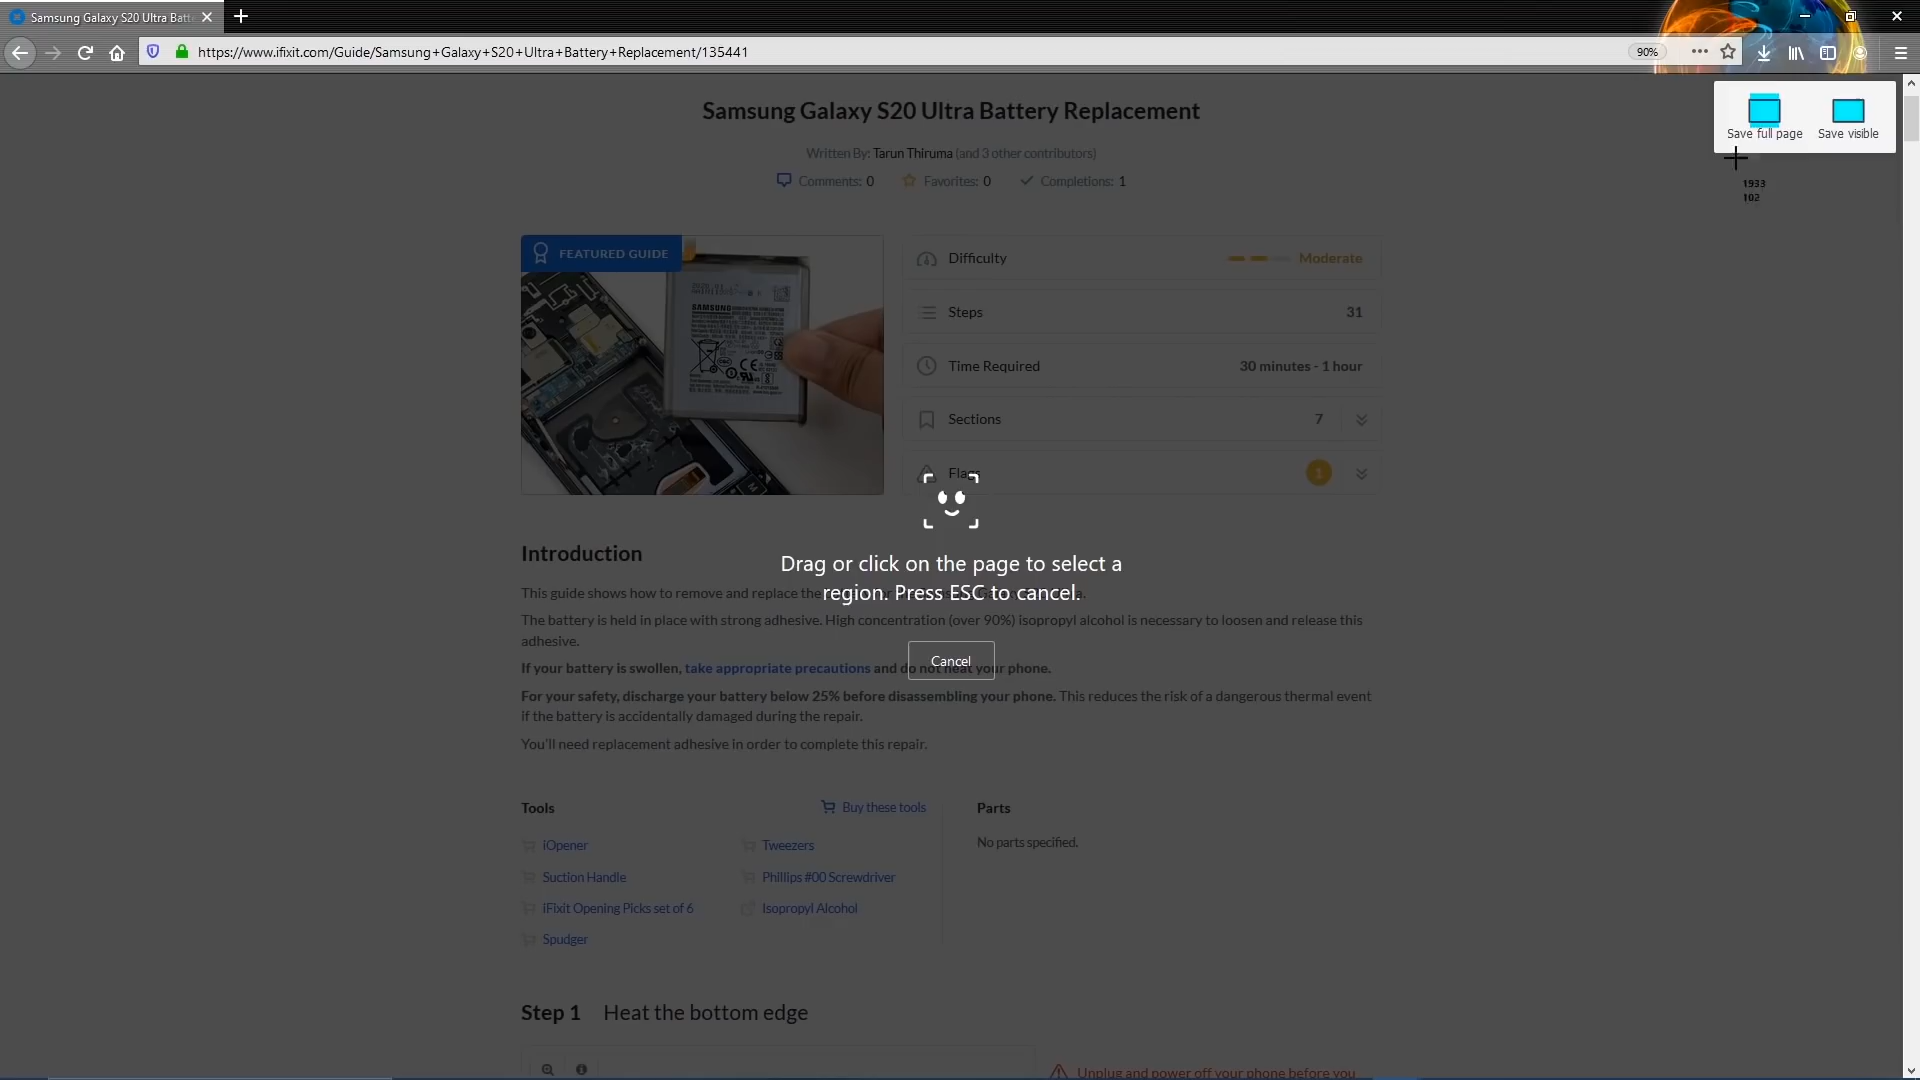 Samsung Galaxy S20 Ultra Batte
https://www.ifixit.com/Guide/Samsung+Galaxy+S20+Ultra+Battery+Replacement/135441
90%
Save full page
Save visible
1933
102
Samsung Galaxy S20 Ultra Battery Replacement
Written By: Tarun Thiruma (and 3 other contributors)
Comments: 0 Favorites: 0 Completions: 1
FEATURED GUIDE
SAMSUNG
Difficulty Moderate
Steps 31
Time Required 30 minutes - 1 hour
Sections 7
Flags 1
Drag or click on the page to select a
region. Press ESC to cancel.
Cancel
Introduction
This guide shows how to remove and replace the
The battery is held in place with strong adhesive. High concentration (over 90%) isopropyl alcohol is necessary to loosen and release this
adhesive.
If your battery is swollen, take appropriate precautions and do not heat your phone.
For your safety, discharge your battery below 25% before disassembling your phone. This reduces the risk of a dangerous thermal event
if the battery is accidentally damaged during the repair.
You'll need replacement adhesive in order to complete this repair.
Tools
Buy these tools
iOpener
Suction Handle
iFixit Opening Picks set of 6
Spudger
Tweezers
Phillips #00 Screwdriver
Isopropyl Alcohol
Parts
No parts specified.
Step 1 Heat the bottom edge
Unplug and power off your phone before you